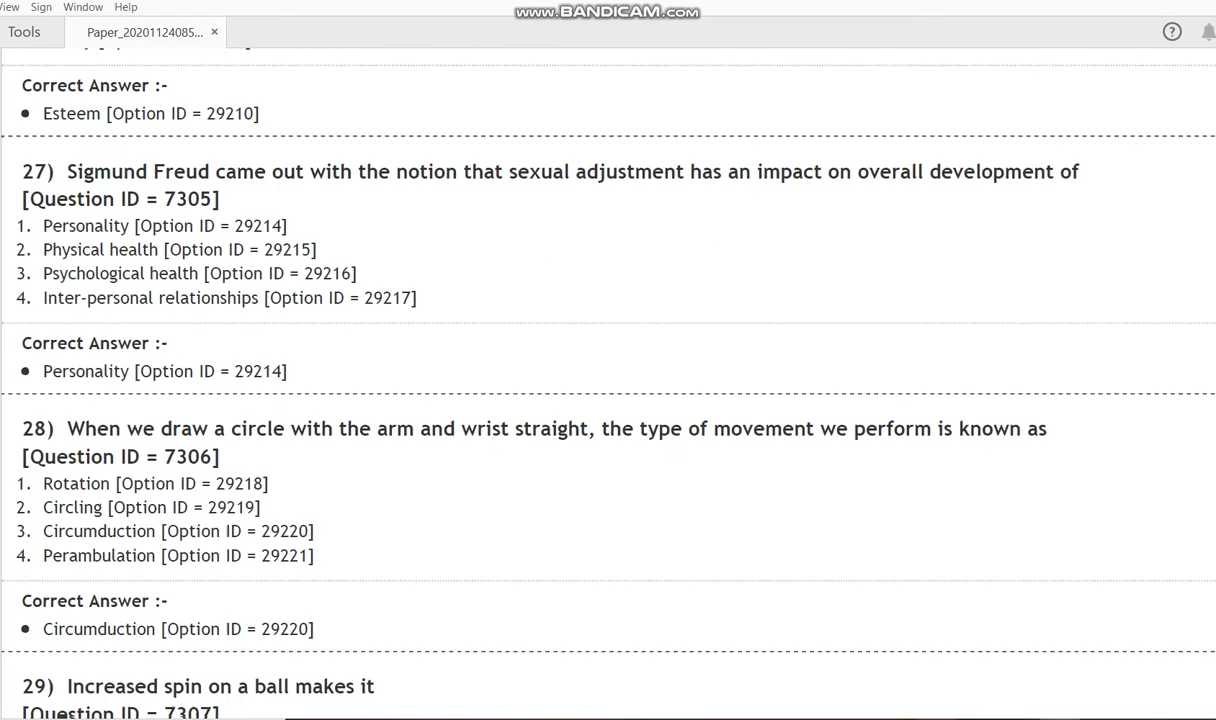 View Sign Window Help
www.BANDICAM.com
Tools
Paper_20201124085... ×
?
Correct Answer :-
• Esteem [Option ID = 29210]
27) Sigmund Freud came out with the notion that sexual adjustment has an impact on overall development of
[Question ID = 7305]
1. Personality [Option ID = 29214]
2. Physical health [Option ID = 29215]
3. Psychological health [Option ID = 29216]
4. Inter-personal relationships [Option ID = 29217]
Correct Answer :-
• Personality [Option ID = 29214]
28) When we draw a circle with the arm and wrist straight, the type of movement we perform is known as
[Question ID = 7306]
1. Rotation [Option ID = 29218]
2. Circling [Option ID = 29219]
3. Circumduction [Option ID = 29220]
4. Perambulation [Option ID = 29221]
Correct Answer :-
• Circumduction [Option ID = 29220]
29) Increased spin on a ball makes it
[Question ID = 7307]